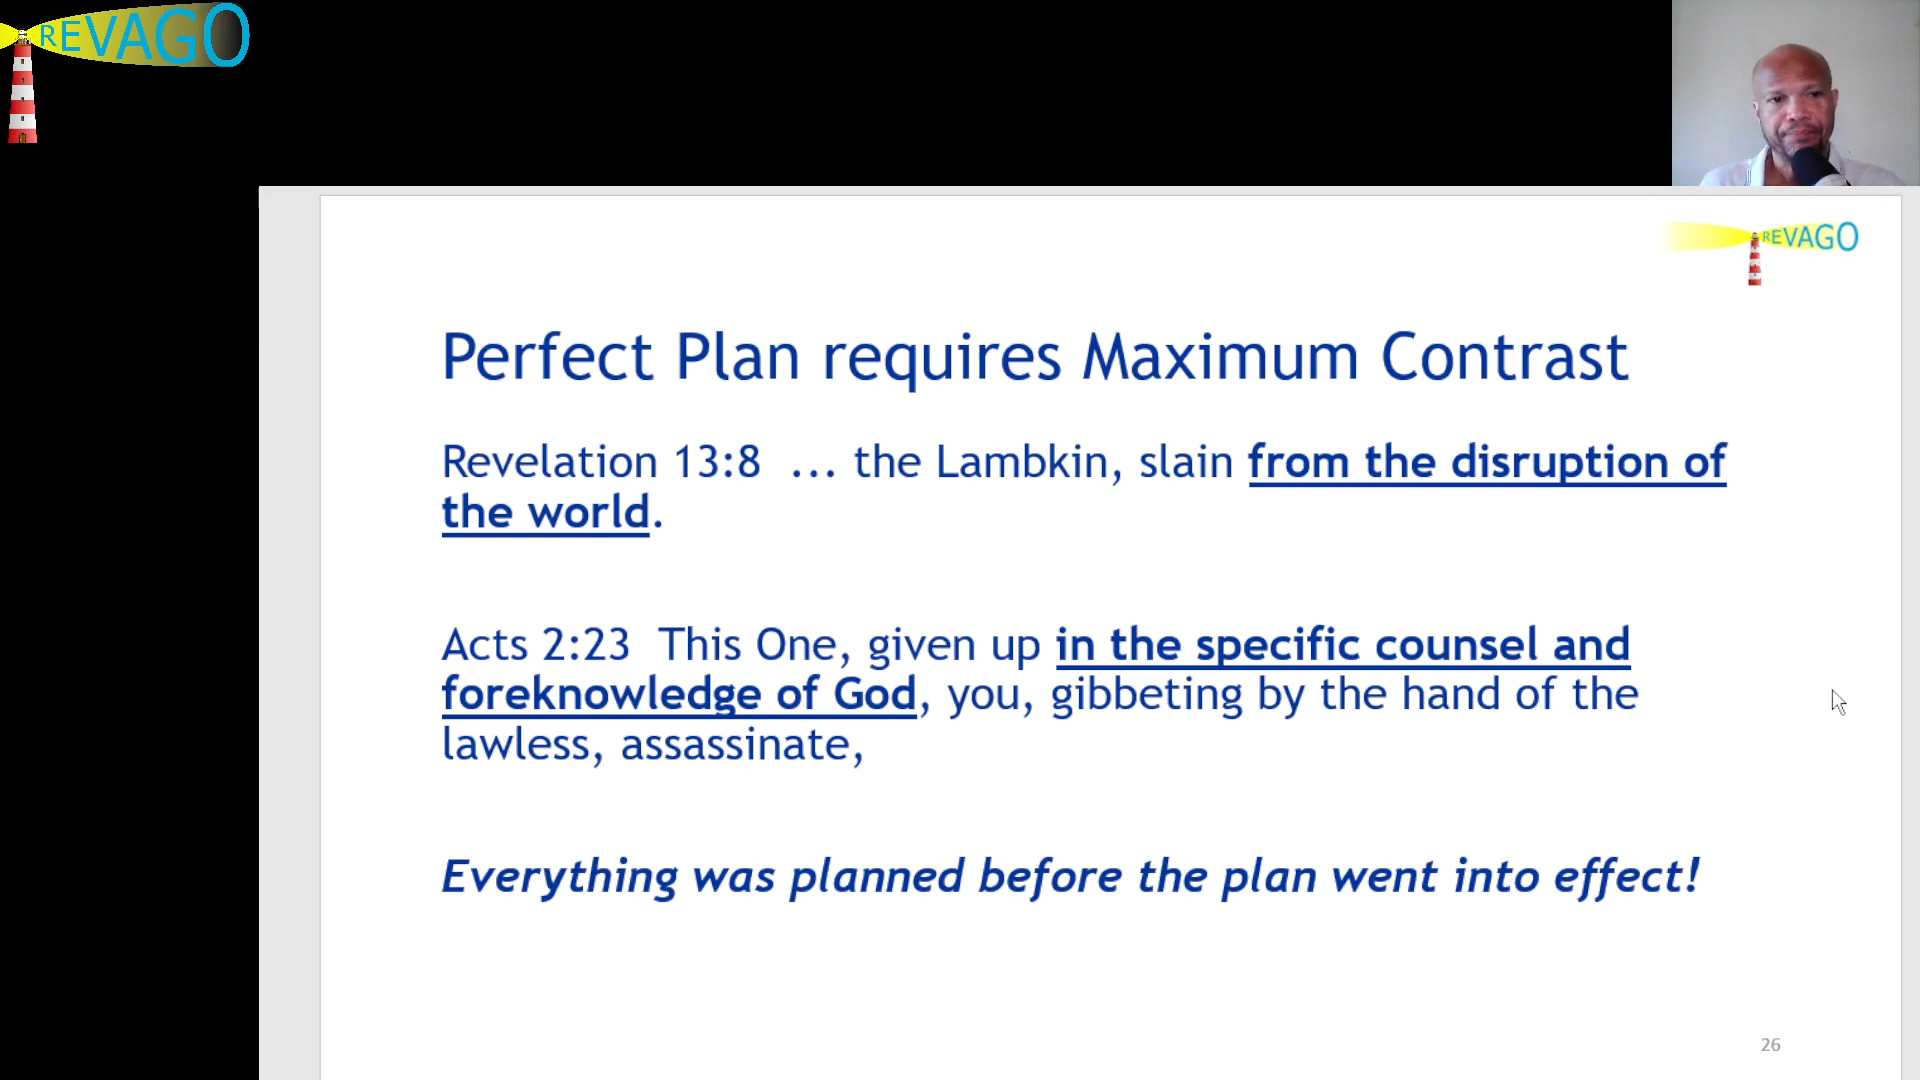 REVAGO
REVAGO
Perfect Plan requires Maximum Contrast
Revelation 13:8  ... the Lambkin, slain from the disruption of
the world.
Acts 2:23  This One, given up in the specific counsel and
foreknowledge of God, you, gibbeting by the hand of the
lawless, assassinate,
Everything was planned before the plan went into effect!
26